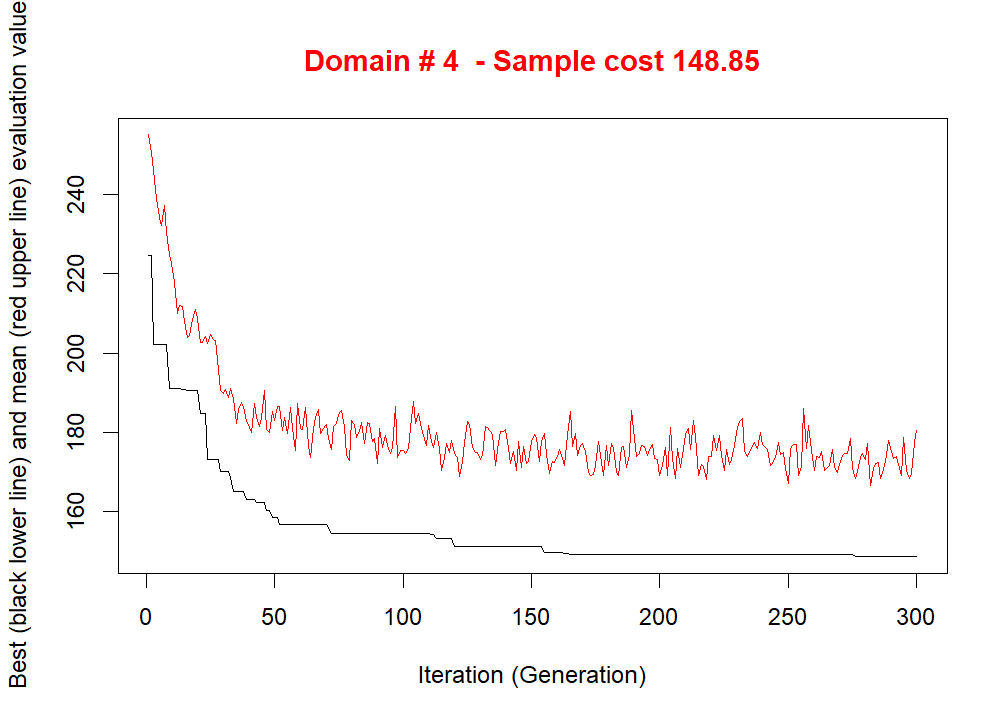 Domain # 4  - Sample cost 148.85
Best (black lower line) and mean (red upper line) evaluation value
240
220
200
180
160
0 50 100 150 200 250 300
Iteration (Generation)